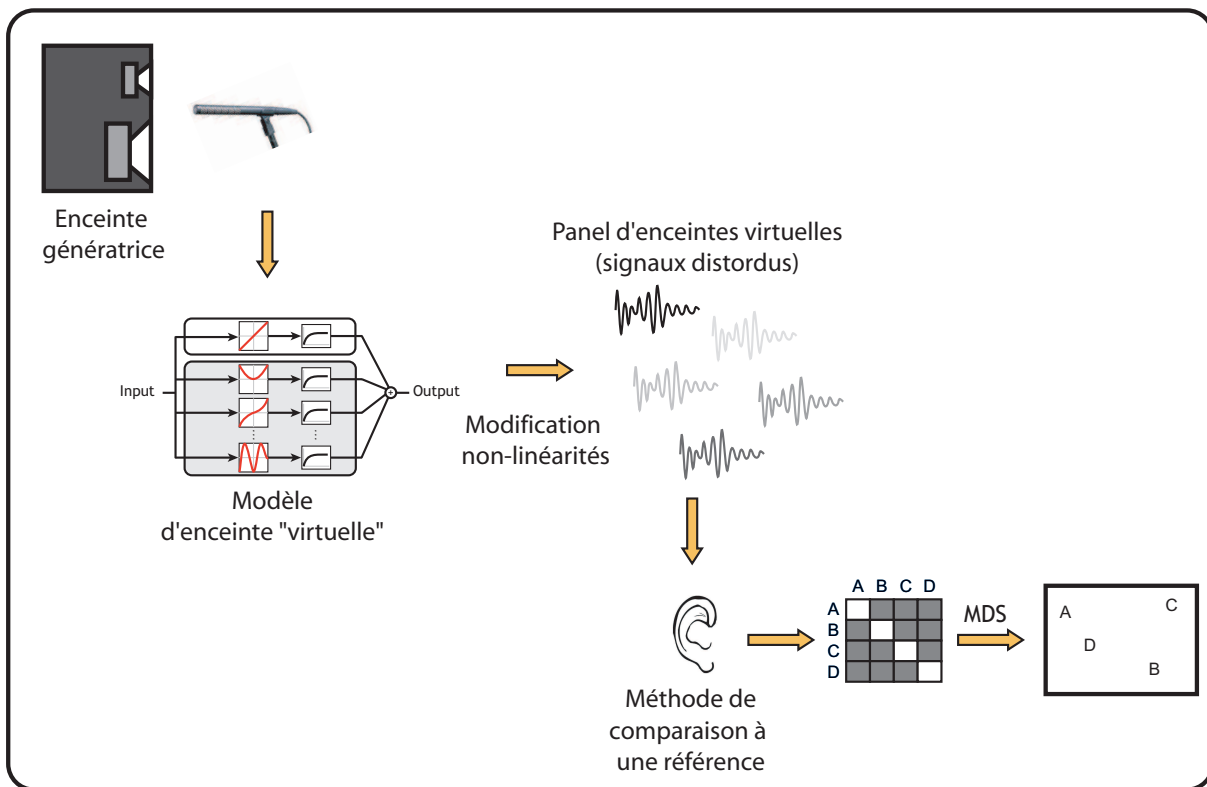 Enceinte
génératrice
Panel d'enceintes virtuelles
(signaux distordus)
Input
Output
Modification
non-linéarités
Modèle
d'enceinte "virtuelle"
A B C D
A
B
C
D
MDS
A
C
D
B
Méthode de
comparaison à
une référence